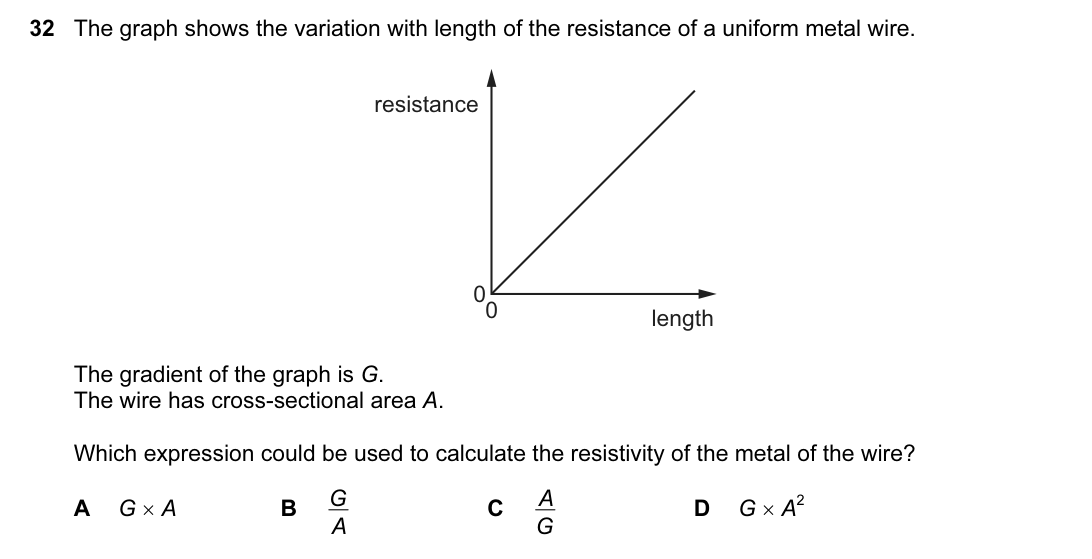 32 The graph shows the variation with length of the resistance of a uniform metal wire.
resistance
0
0
length
The gradient of the graph is G.
The wire has cross-sectional area A.
Which expression could be used to calculate the resistivity of the metal of the wire?
A G × A B G/A C A/G D G × A²